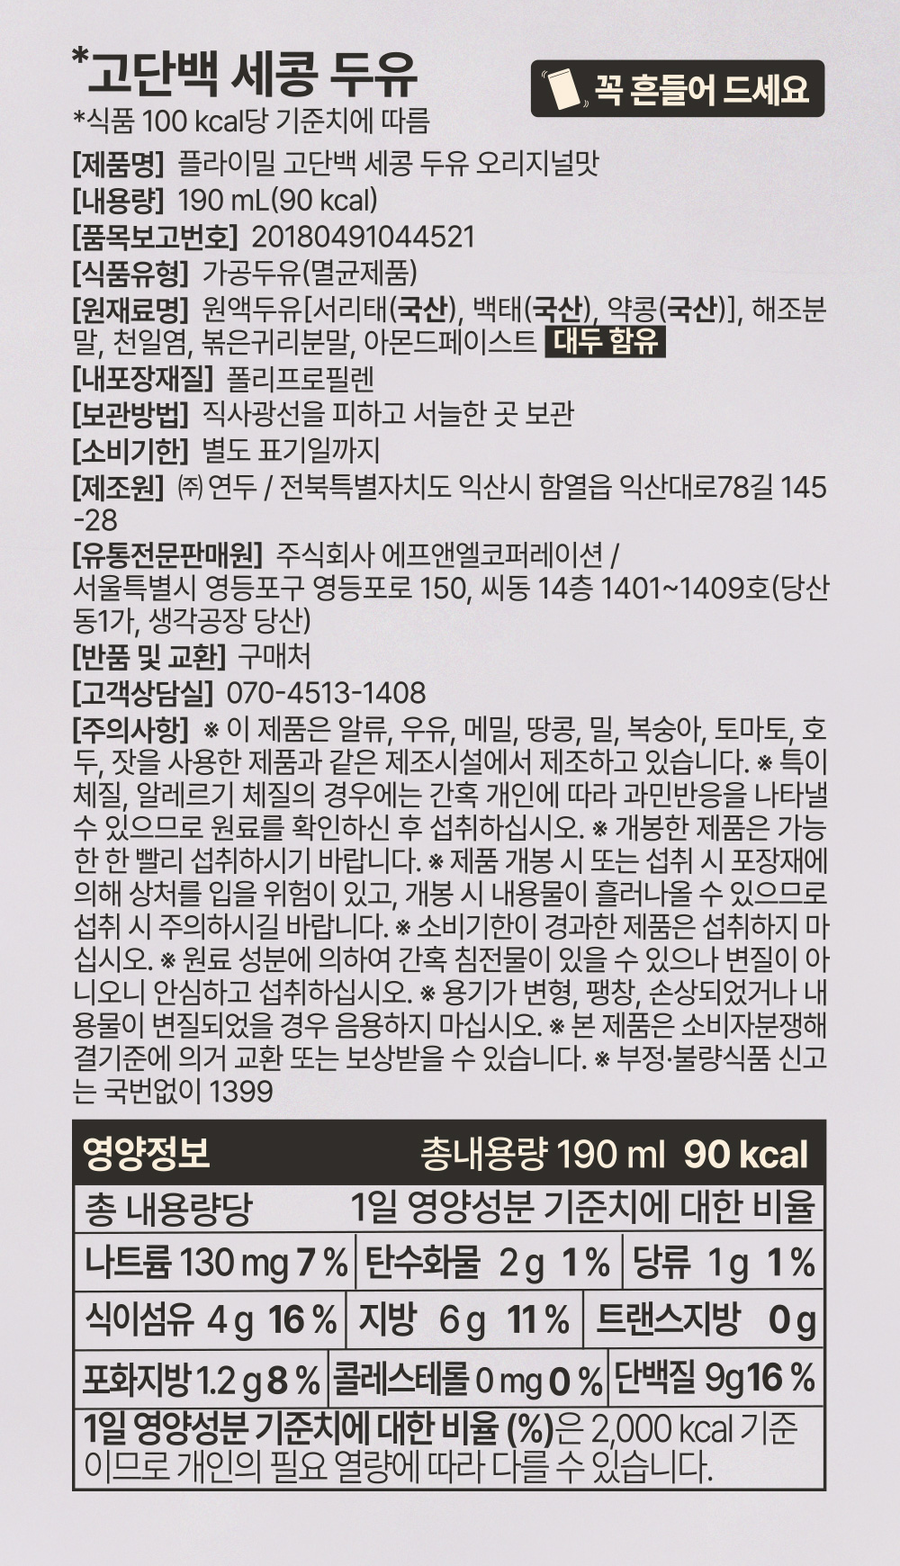 *고단백 세콩 두유
꼭 흔들어 드세요
*식품 100 kcal당 기준치에 따름
[제품명] 플라이밀 고단백 세콩 두유 오리지널맛
[내용량] 190 mL(90 kcal)
[품목보고번호] 20180491044521
[식품유형] 가공두유(멸균제품)
[원재료명] 원액두유[서리태(국산), 백태(국산), 약콩(국산)], 해조분
말, 천일염, 볶은귀리분말, 아몬드페이스트 대두 함유
[내포장재질] 폴리프로필렌
[보관방법] 직사광선을 피하고 서늘한 곳 보관
[소비기한] 별도 표기일까지
[제조원] ㈜연두 / 전북특별자치도 익산시 함열읍 익산대로78길 145
-28
[유통전문판매원] 주식회사 에프앤엘코퍼레이션 /
서울특별시 영등포구 영등포로 150, 씨동 14층 1401~1409호(당산
동1가, 생각공장 당산)
[반품 및 교환] 구매처
[고객상담실] 070-4513-1408
[주의사항] ※ 이 제품은 알류, 우유, 메밀, 땅콩, 밀, 복숭아, 토마토, 호
두, 잣을 사용한 제품과 같은 제조시설에서 제조하고 있습니다. ※ 특이
체질, 알레르기 체질의 경우에는 간혹 개인에 따라 과민반응을 나타낼
수 있으므로 원료를 확인하신 후 섭취하십시오. ※ 개봉한 제품은 가능
한 한 빨리 섭취하시기 바랍니다. ※ 제품 개봉 시 또는 섭취 시 포장재에
의해 상처를 입을 위험이 있고, 개봉 시 내용물이 흘러나올 수 있으므로
섭취 시 주의하시길 바랍니다. ※ 소비기한이 경과한 제품은 섭취하지 마
십시오. ※ 원료 성분에 의하여 간혹 침전물이 있을 수 있으나 변질이 아
니오니 안심하고 섭취하십시오. ※ 용기가 변형, 팽창, 손상되었거나 내
용물이 변질되었을 경우 음용하지 마십시오. ※ 본 제품은 소비자분쟁해
결기준에 의거 교환 또는 보상받을 수 있습니다. ※ 부정·불량식품 신고
는 국번없이 1399
영양정보 총내용량 190 ml 90 kcal
총 내용량당 1일 영양성분 기준치에 대한 비율
나트륨 130 mg 7 % 탄수화물 2 g 1 % 당류 1 g 1 %
식이섬유 4 g 16 % 지방 6 g 11 % 트랜스지방 0 g
포화지방 1.2 g 8 % 콜레스테롤 0 mg 0 % 단백질 9g 16 %
1일 영양성분 기준치에 대한 비율 (%)은 2,000 kcal 기준
이므로 개인의 필요 열량에 따라 다를 수 있습니다.